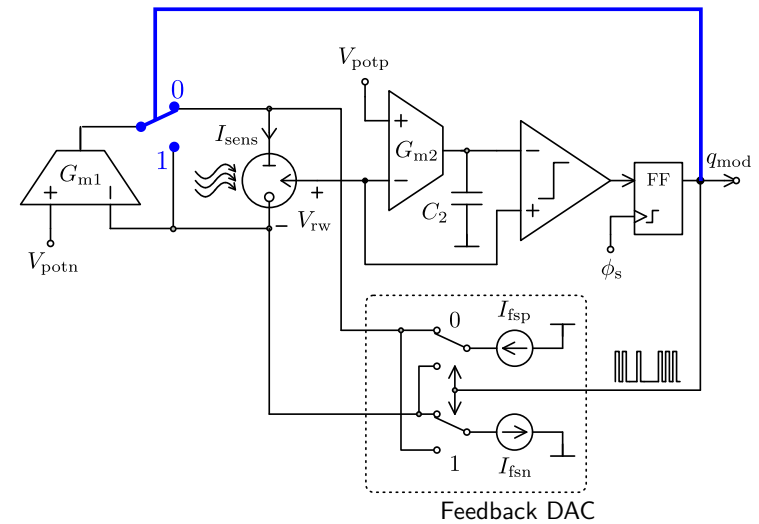 0
V_potp
I_sens
1
G_m1
+
−
V_potn
+
V_rw
−
+
G_m2
−
C_2
−
+
FF
q_mod
ϕ_s
0
I_fsp
1
I_fsn
Feedback DAC